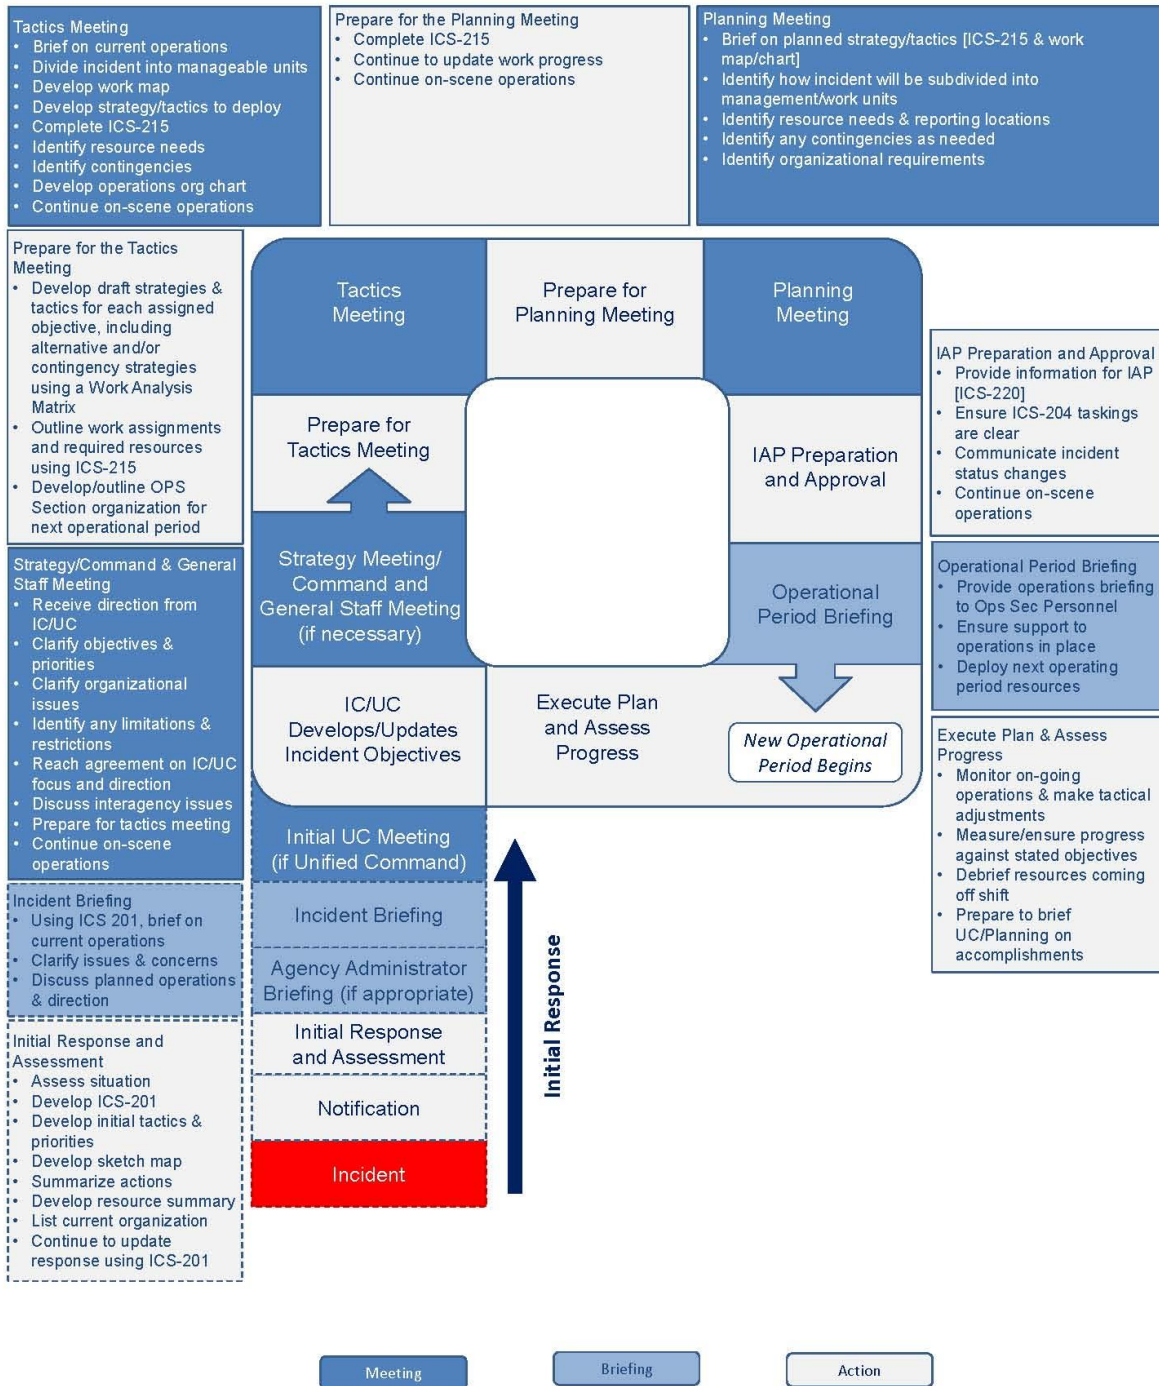 Tactics Meeting
• Brief on current operations
• Divide incident into manageable units
• Develop work map
• Develop strategy/tactics to deploy
• Complete ICS-215
• Identify resource needs
• Identify contingencies
• Develop operations org chart
• Continue on-scene operations
Prepare for the Planning Meeting
• Complete ICS-215
• Continue to update work progress
• Continue on-scene operations
Planning Meeting
• Brief on planned strategy/tactics [ICS-215 & work
map/chart]
• Identify how incident will be subdivided into
management/work units
• Identify resource needs & reporting locations
• Identify any contingencies as needed
• Identify organizational requirements
Prepare for the Tactics
Meeting
• Develop draft strategies &
tactics for each assigned
objective, including
alternative and/or
contingency strategies
using a Work Analysis
Matrix
• Outline work assignments
and required resources
using ICS-215
• Develop/outline OPS
Section organization for
next operational period
Strategy/Command & General
Staff Meeting
• Receive direction from
IC/UC
• Clarify objectives &
priorities
• Clarify organizational
issues
• Identify any limitations &
restrictions
• Reach agreement on IC/UC
focus and direction
• Discuss interagency issues
• Prepare for tactics meeting
• Continue on-scene
operations
Incident Briefing
• Using ICS 201, brief on
current operations
• Clarify issues & concerns
• Discuss planned operations
& direction
Initial Response and
Assessment
• Assess situation
• Develop ICS-201
• Develop initial tactics &
priorities
• Develop sketch map
• Summarize actions
• Develop resource summary
• List current organization
• Continue to update
response using ICS-201
Tactics
Meeting
Prepare for
Planning Meeting
Planning
Meeting
Prepare for
Tactics Meeting
IAP Preparation
and Approval
Strategy Meeting/
Command and
General Staff Meeting
(if necessary)
Operational
Period Briefing
IC/UC
Develops/Updates
Incident Objectives
Execute Plan
and Assess
Progress
New Operational
Period Begins
Initial UC Meeting
(if Unified Command)
Incident Briefing
Agency Administrator
Briefing (if appropriate)
Initial Response
and Assessment
Notification
Incident
Initial Response
IAP Preparation and Approval
• Provide information for IAP
[ICS-220]
• Ensure ICS-204 taskings
are clear
• Communicate incident
status changes
• Continue on-scene
operations
Operational Period Briefing
• Provide operations briefing
to Ops Sec Personnel
• Ensure support to
operations in place
• Deploy next operating
period resources
Execute Plan & Assess
Progress
• Monitor on-going
operations & make tactical
adjustments
• Measure/ensure progress
against stated objectives
• Debrief resources coming
off shift
• Prepare to brief
UC/Planning on
accomplishments
Meeting
Briefing
Action